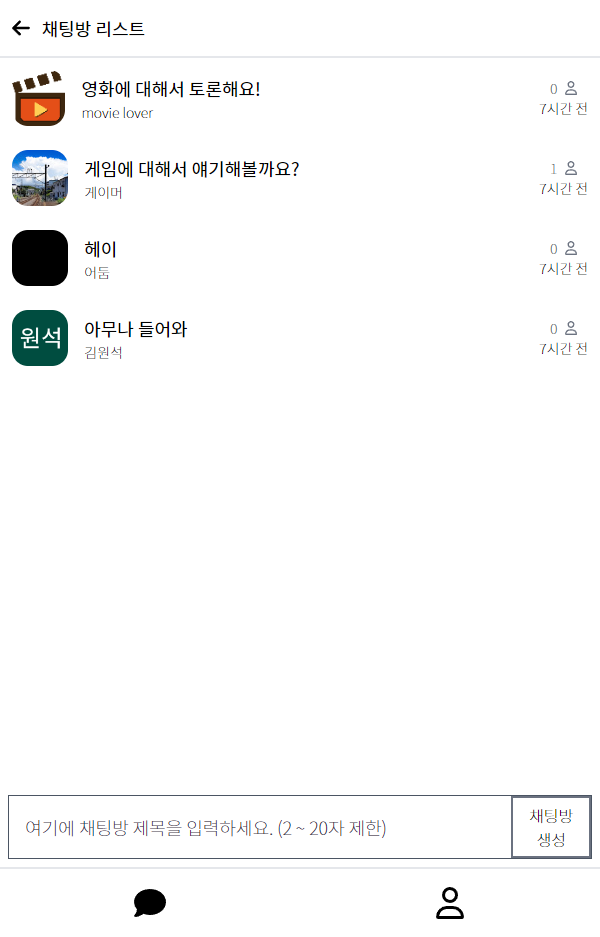 채팅방 리스트
영화에 대해서 토론해요!
0
movie lover
7시간 전
게임에 대해서 얘기해볼까요?
1
게이머
7시간 전
헤이
0
어둠
7시간 전
원석
아무나 들어와
0
김원석
7시간 전
여기에 채팅방 제목을 입력하세요. (2 ~ 20자 제한)
채팅방
생성